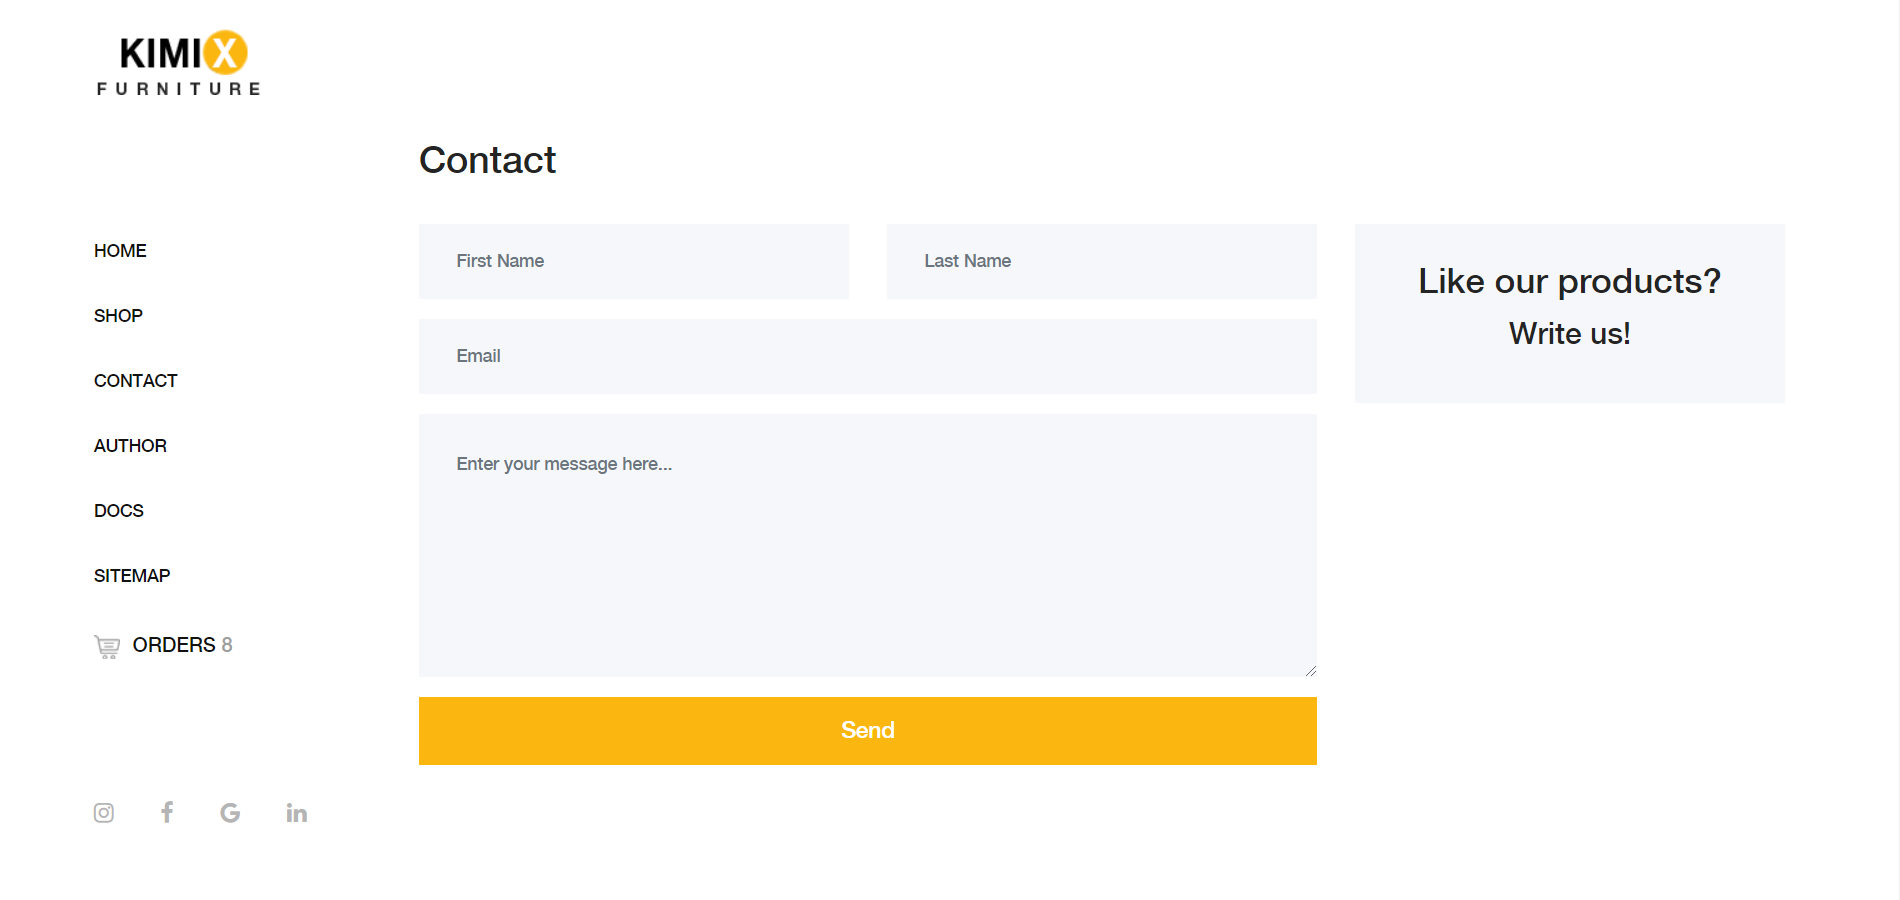 KIMIX
FURNITURE
Contact
HOME
SHOP
CONTACT
AUTHOR
DOCS
SITEMAP
ORDERS 8
First Name
Last Name
Email
Enter your message here...
Send
Like our products?
Write us!